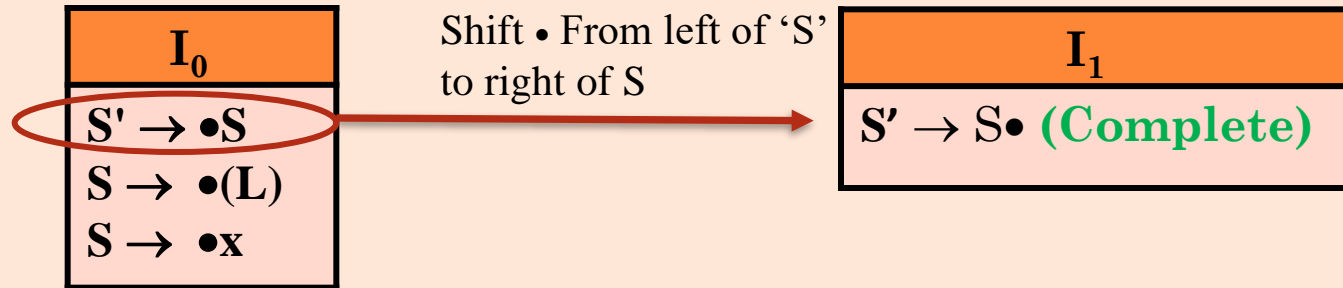 I₀
S' → •S
S → •(L)
S → •x
Shift • From left of ‘S’
to right of S
I₁
S′ → S• (Complete)